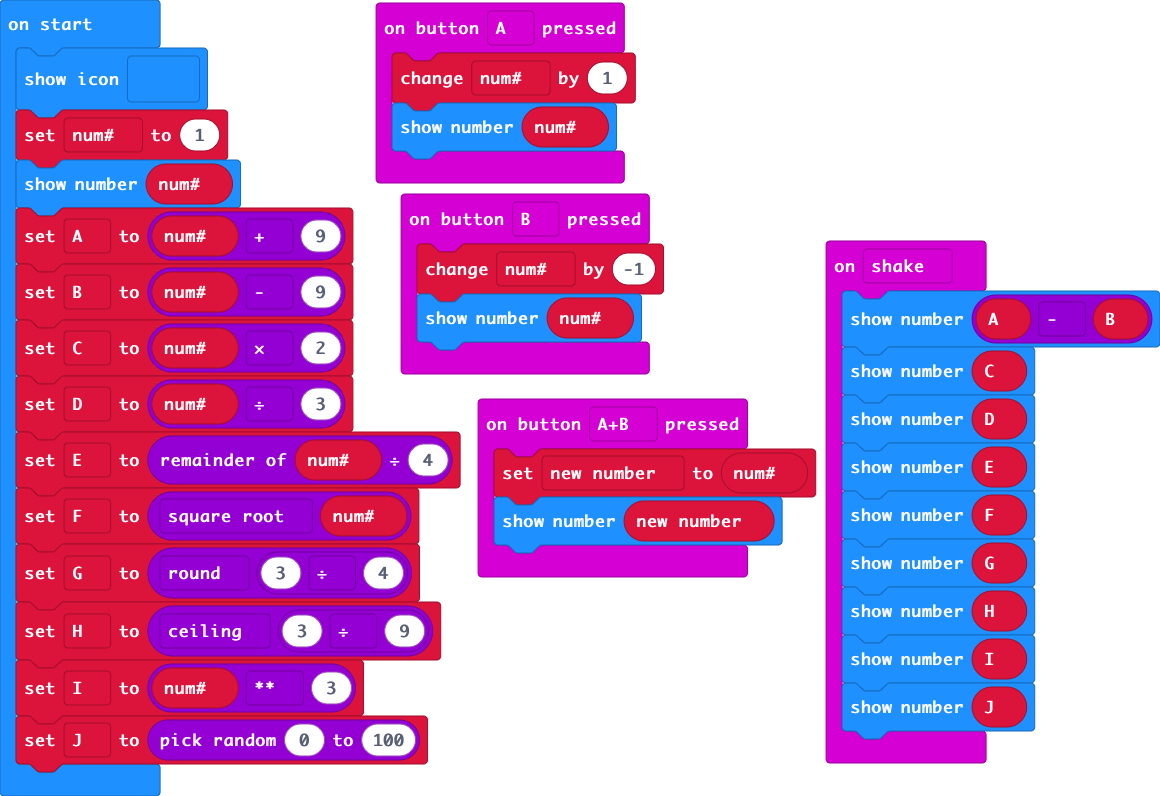 on start
show icon
set num# to 1
show number num#
set A to num# + 9
set B to num# - 9
set C to num# × 2
set D to num# ÷ 3
set E to remainder of num# ÷ 4
set F to square root num#
set G to round 3 ÷ 4
set H to ceiling 3 ÷ 9
set I to num# ** 3
set J to pick random 0 to 100
on button A pressed
change num# by 1
show number num#
on button B pressed
change num# by -1
show number num#
on button A+B pressed
set new number to num#
show number new number
on shake
show number A - B
show number C
show number D
show number E
show number F
show number G
show number H
show number I
show number J